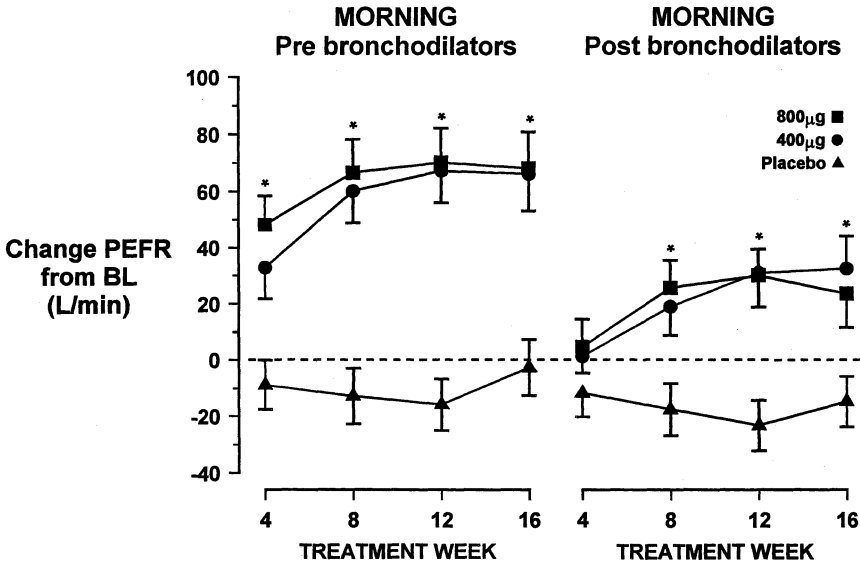 MORNING
Pre bronchodilators
MORNING
Post bronchodilators
100
80
60
40
20
0
-20
-40
Change PEFR
from BL
(L/min)
*
*
*
*
*
*
*
800µg
400µg
Placebo
4 8 12 16
TREATMENT WEEK
4 8 12 16
TREATMENT WEEK